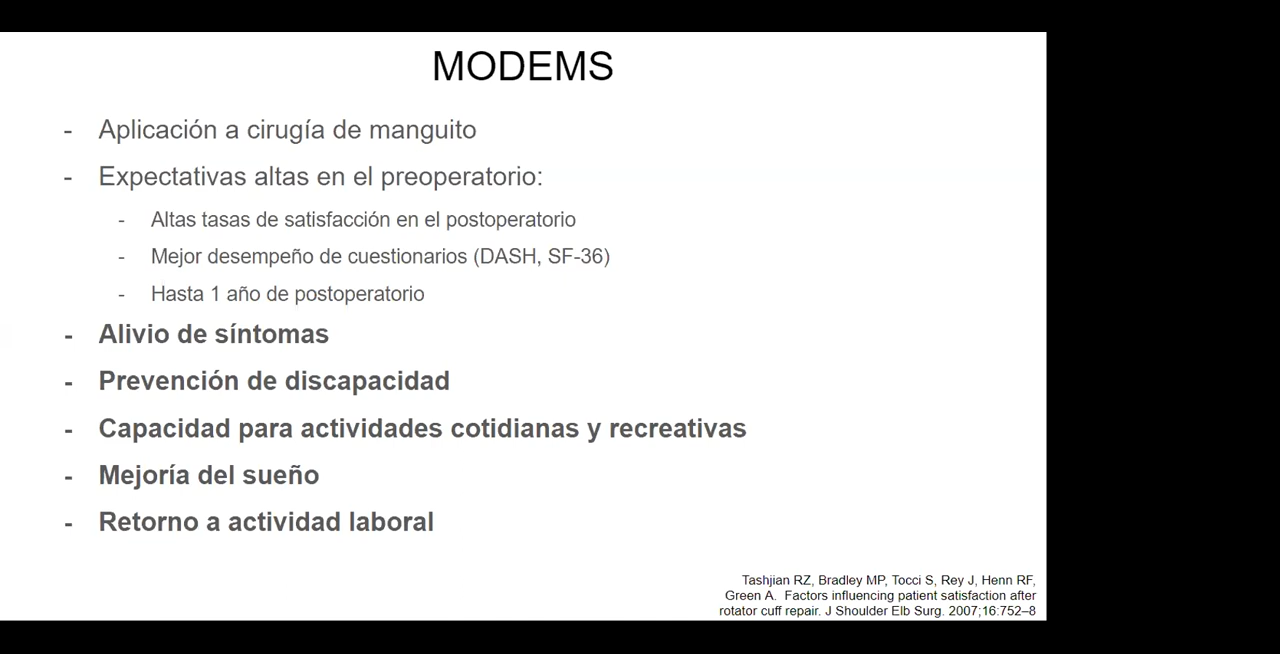 MODEMS
- Aplicación a cirugía de manguito
- Expectativas altas en el preoperatorio:
- Altas tasas de satisfacción en el postoperatorio
- Mejor desempeño de cuestionarios (DASH, SF-36)
- Hasta 1 año de postoperatorio
- Alivio de síntomas
- Prevención de discapacidad
- Capacidad para actividades cotidianas y recreativas
- Mejoría del sueño
- Retorno a actividad laboral
Tashjian RZ, Bradley MP, Tocci S, Rey J, Henn RF,
Green A. Factors influencing patient satisfaction after
rotator cuff repair. J Shoulder Elb Surg. 2007;16:752–8